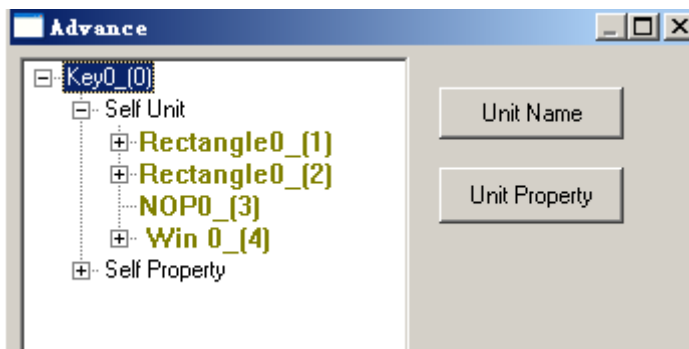 Advance
Key0_(0)
Self Unit
Rectangle0_(1)
Rectangle0_(2)
NOP0_(3)
Win 0_(4)
Self Property
Unit Name
Unit Property